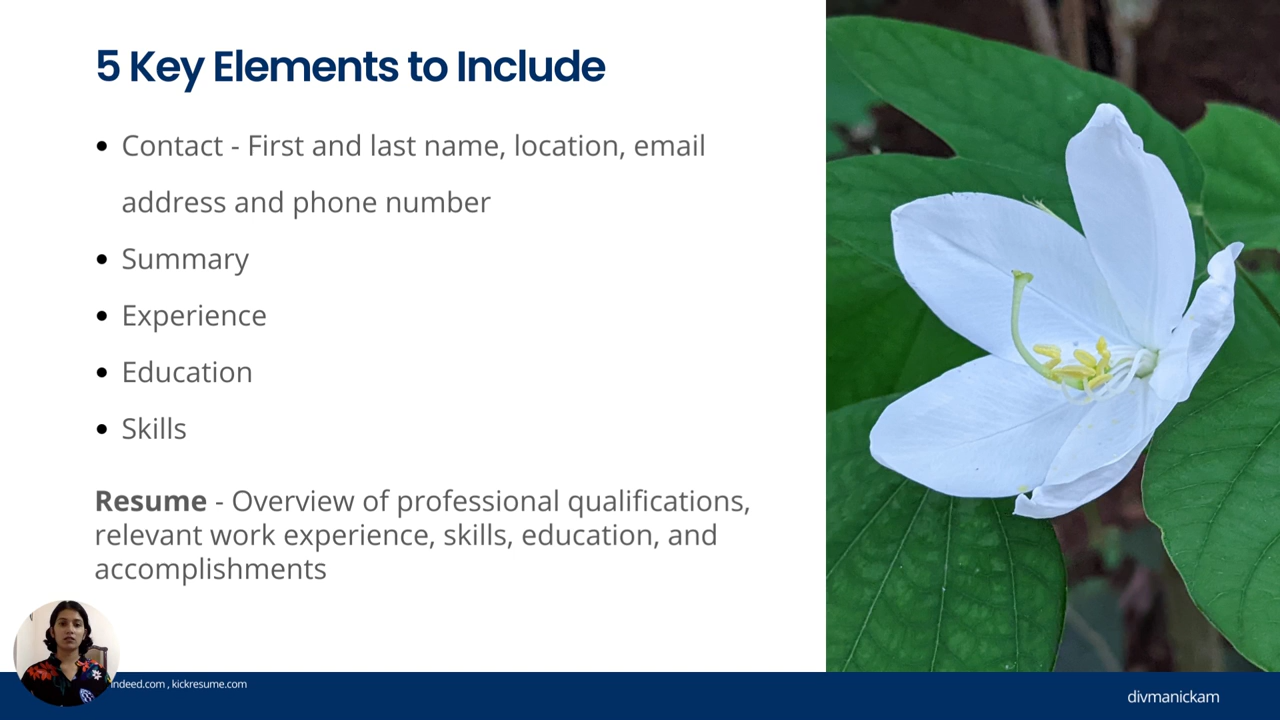 5 Key Elements to Include
• Contact - First and last name, location, email
address and phone number
• Summary
• Experience
• Education
• Skills
Resume - Overview of professional qualifications,
relevant work experience, skills, education, and
accomplishments
indeed.com , kickresume.com
divmanickam